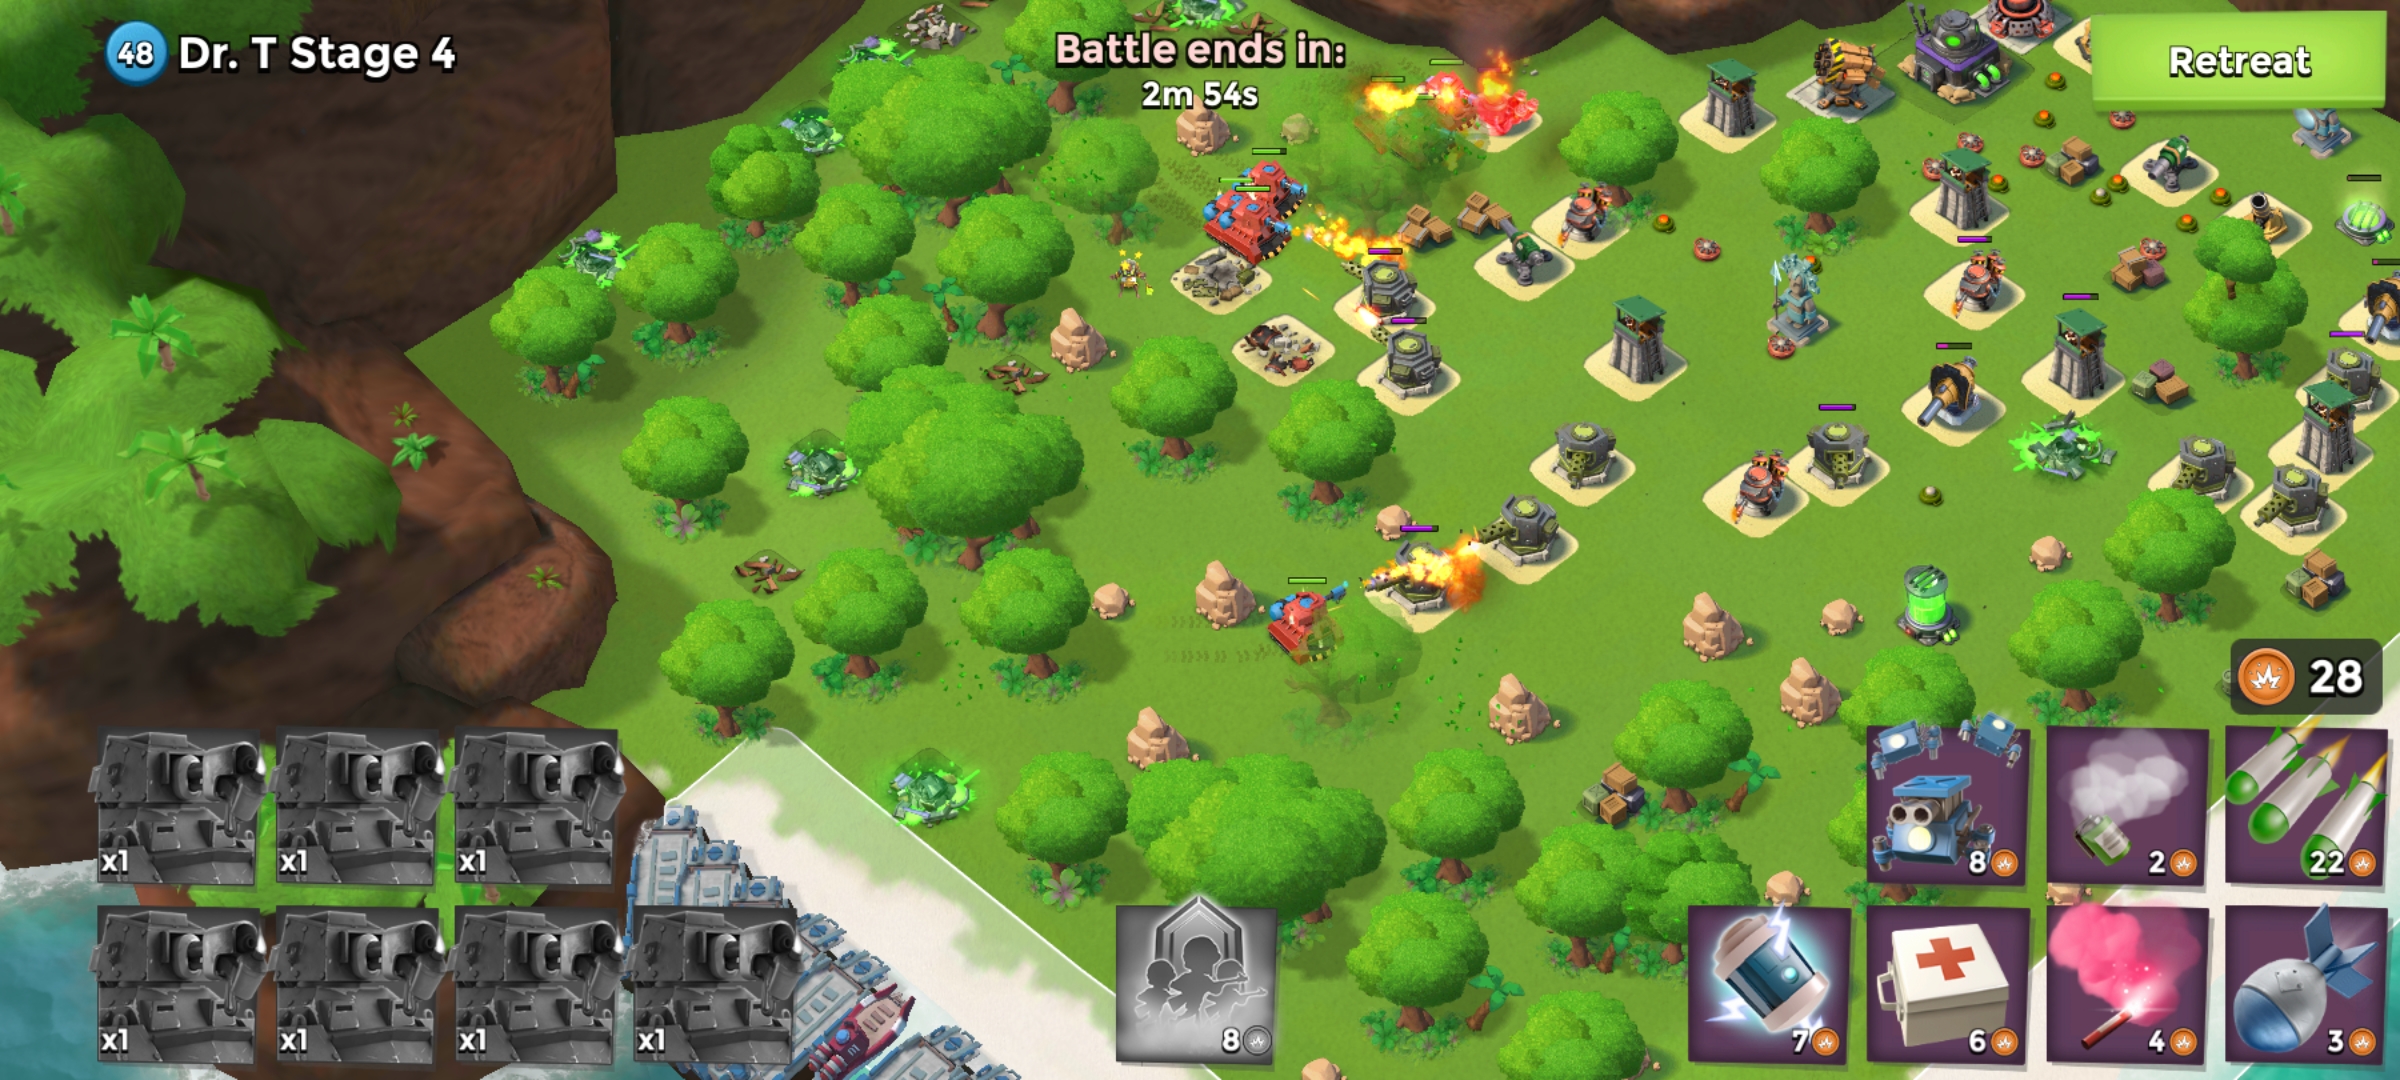 48 Dr. T Stage 4
Battle ends in:
2m 54s
Retreat
28
8
2
22
x1
x1
x1
x1
x1
x1
x1
8
7
6
4
3